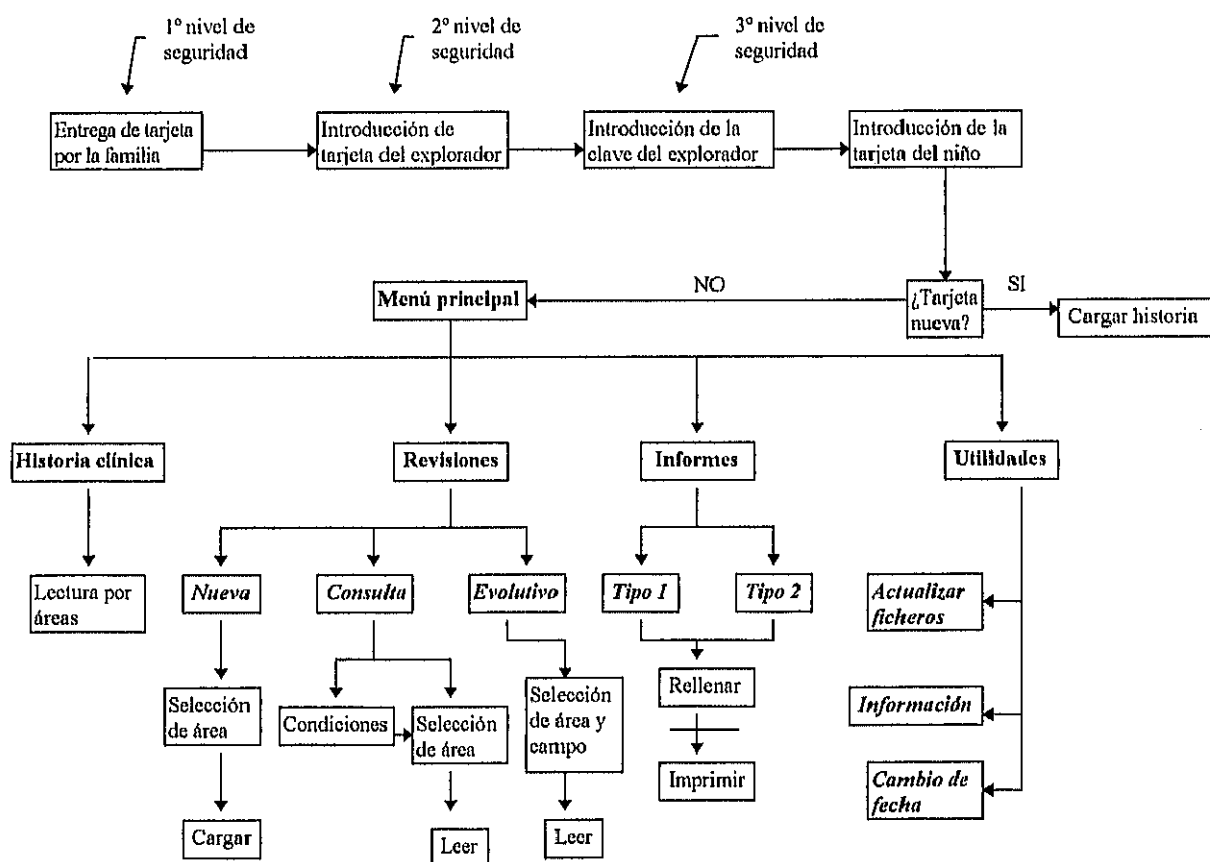 1º nivel de
seguridad
2º nivel de
seguridad
3º nivel de
seguridad
Entrega de tarjeta
por la familia
Introducción de
tarjeta del explorador
Introducción de la
clave del explorador
Introducción de la
tarjeta del niño
Menú principal
NO
¿Tarjeta
nueva?
SI
Cargar historia
Historia clínica
Revisiones
Informes
Utilidades
Lectura por
áreas
Nueva
Consulta
Evolutivo
Tipo 1
Tipo 2
Actualizar
ficheros
Selección
de área
Condiciones
Selección
de área
Selección
de área y
campo
Rellenar
Información
Imprimir
Cambio de
fecha
Cargar
Leer
Leer